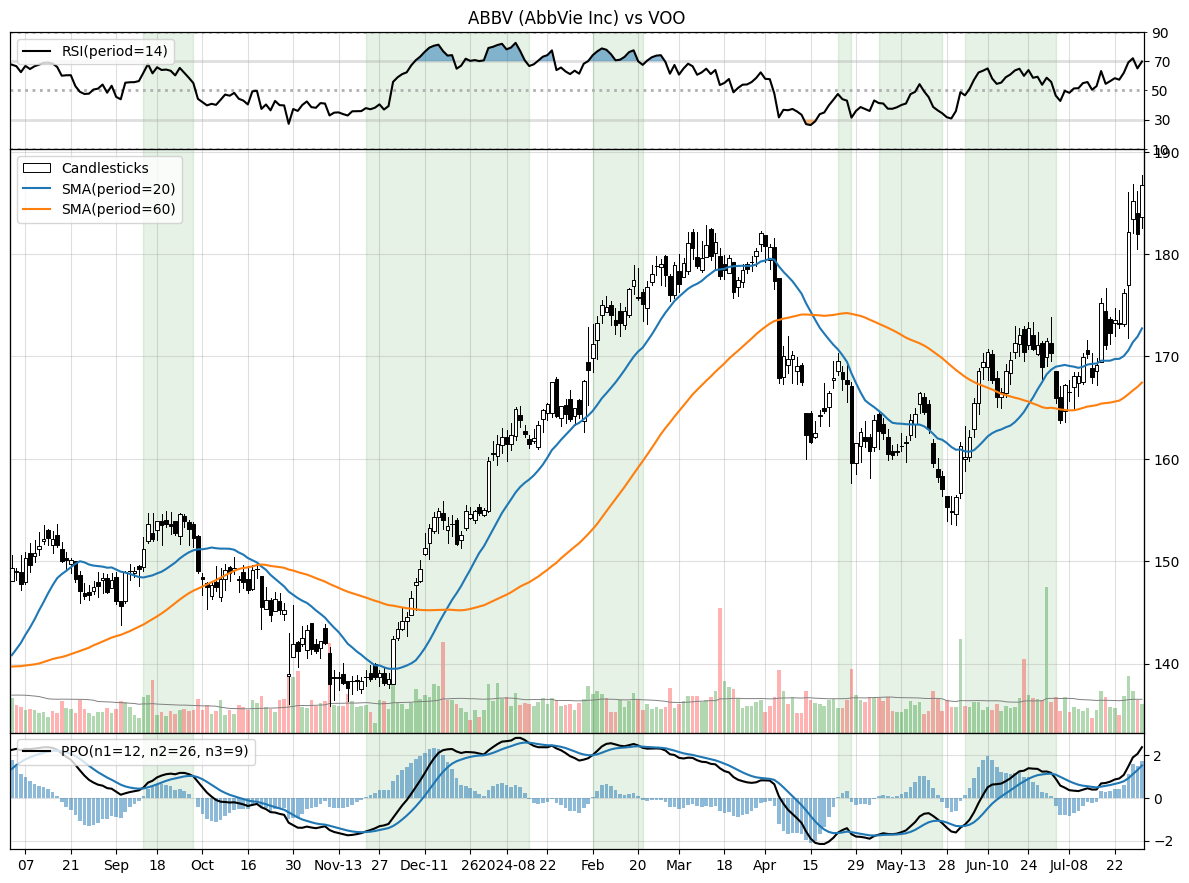 ABBV (AbbVie Inc) vs VOO
RSI(period=14)
90
70
50
30
10
Candlesticks
SMA(period=20)
SMA(period=60)
190
180
170
160
150
140
PPO(n1=12, n2=26, n3=9)
2
0
−2
07 21 Sep 18 Oct 16 30 Nov-13 27 Dec-11 26 2024-08 22 Feb 20 Mar 18 Apr 15 29 May-13 28 Jun-10 24 Jul-08 22